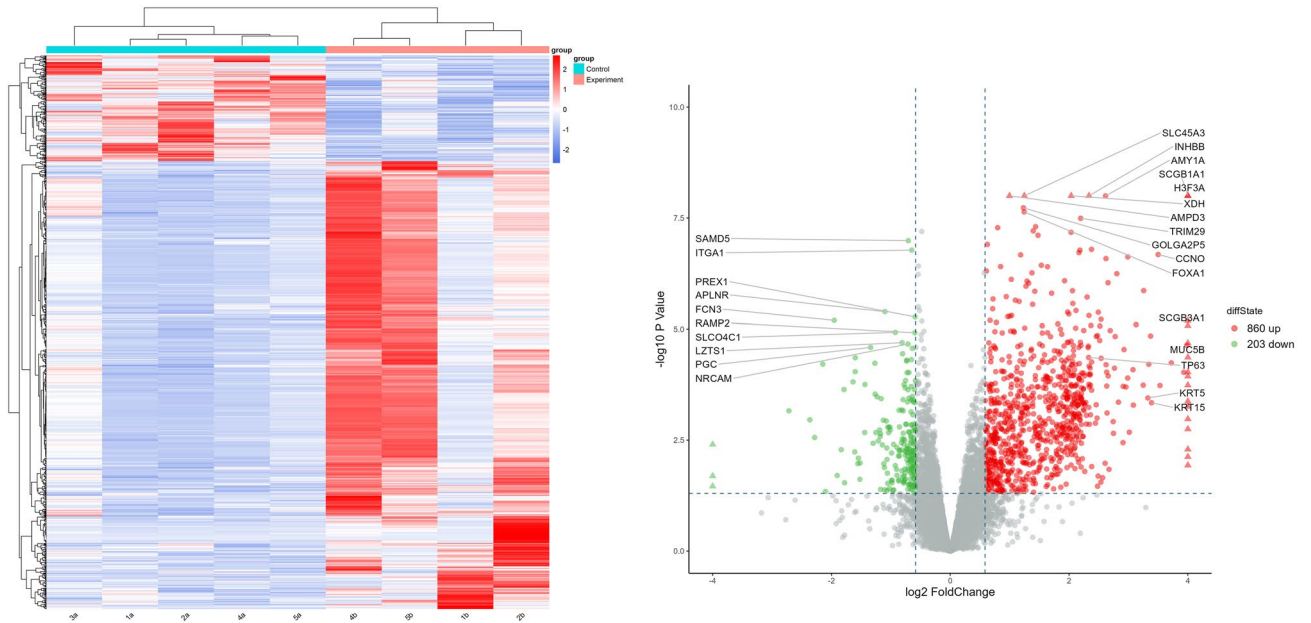 group
group
Control
Experiment
2
1
0
-1
-2
3a
1a
2a
4a
5a
4b
5b
1b
2b
10.0
7.5
5.0
2.5
0.0
-log10 P Value
-4
-2
0
2
4
log2 FoldChange
SAMD5
ITGA1
PREX1
APLNR
FCN3
RAMP2
SLCO4C1
LZTS1
PGC
NRCAM
SLC45A3
INHBB
AMY1A
SCGB1A1
H3F3A
XDH
AMPD3
TRIM29
GOLGA2P5
CCNO
FOXA1
SCGB3A1
MUC5B
TP63
KRT5
KRT15
diffState
860 up
203 down